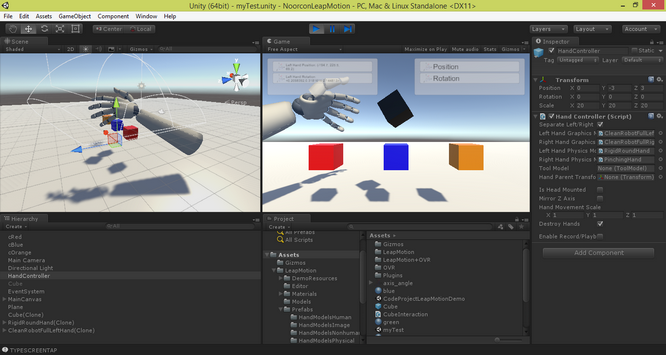 Unity (64bit) - myTest.unity - NoorconLeapMotion - PC, Mac & Linux Standalone <DX11>
File Edit Assets GameObject Component Window Help
Center Local
Layers Layout Account
Scene
Shaded 2D Gizmos
Persp
Game
Free Aspect Maximize on Play Mute audio Stats Gizmos
Position
Rotation
Inspector
HandController Static
Tag Untagged Layer Default
Transform
Position X 0 Y -3 Z 3
Rotation X 0 Y 0 Z 0
Scale X 20 Y 20 Z 20
Hand Controller (Script)
Separate Left/Right
Left Hand Graphics CleanRobotFullLef
Right Hand Graphics CleanRobotFullRig
Left Hand Physics M RigidRoundHand
Right Hand Physics PinchingHand
Tool Model None (ToolModel)
Hand Parent Transfo None (Transform)
Is Head Mounted
Mirror Z Axis
Hand Movement Scale
X 1 Y 1 Z 1
Destroy Hands
Enable Record/Playb
Add Component
Hierarchy
Create
cRed
cBlue
cOrange
Main Camera
Directional Light
HandController
Cube
EventSystem
MainCanvas
Plane
Cube(Clone)
RigidRoundHand(Clone)
CleanRobotFullLeftHand(Clone)
Project
Create
All Prefabs
All Scripts
Assets
Gizmos
LeapMotion
DemoResources
Editor
Materials
Models
Prefabs
HandModelsHuman
HandModelsImage
HandModelsNonhuman
HandModelsPhysical
Assets
Gizmos
LeapMotion
LeapMotion+OVR
OVR
Plugins
axis_angle
blue
CodeProjectLeapMotionDemo
Cube
CubeInteraction
green
myTest
TYPESCREENTAP